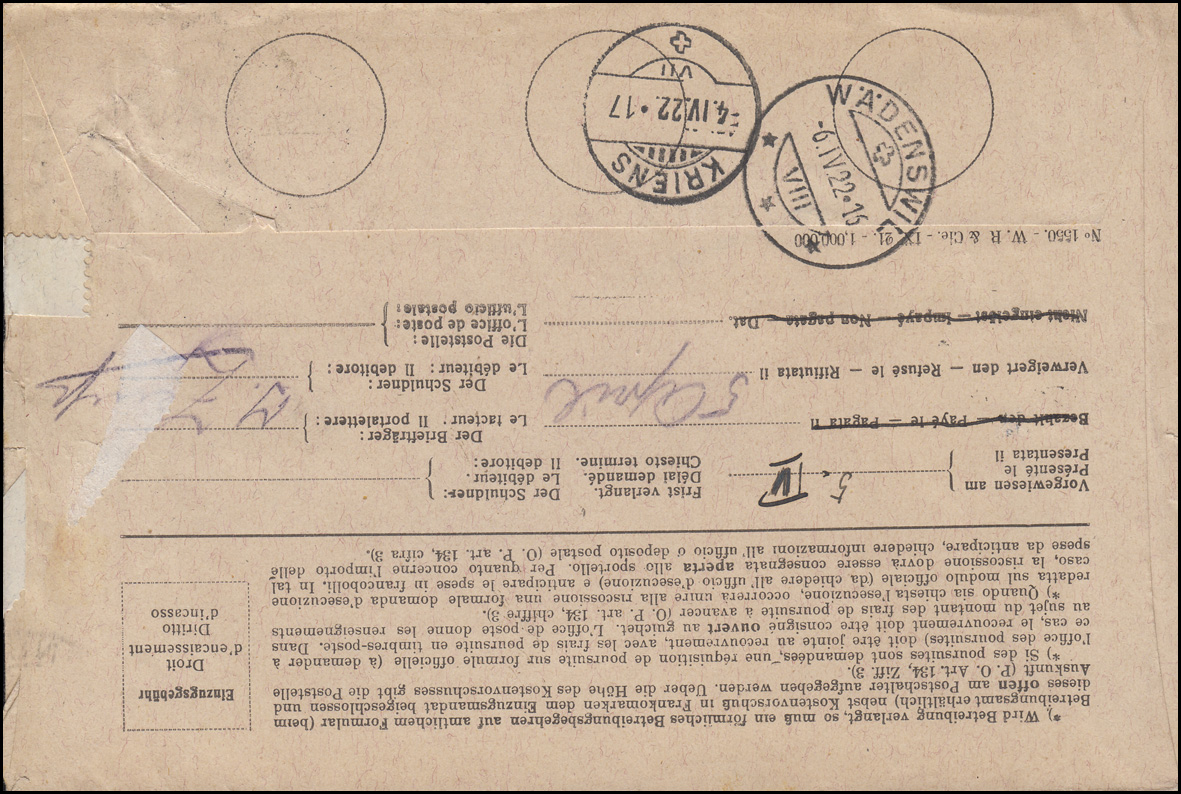 *) Wird Betreibung verlangt, so muß ein förmliches Betreibungsbegehren auf amtlichem Formular (beim
Betreibungsamt erhältlich) nebst Kostenvorschuß in Frankomarken dem Einzugsmandat beigeschlossen und
dieses offen am Postschalter aufgegeben werden. Ueber die Höhe des Kostenvorschusses gibt die Poststelle
Auskunft (P. O. Art. 134, Ziff. 3).
*) Si des poursuites sont demandées, une réquisition de poursuite sur formule officielle (à demander à
l'office des poursuites) doit être jointe au recouvrement, avec les frais de poursuite en timbres-poste. Dans
ce cas, le recouvrement doit être consigné ouvert au guichet. L'office de poste donne les renseignements
au sujet du montant des frais de poursuite à avancer (O. P. art. 134, chiffre 3).
*) Quando sia chiesta l'esecuzione, occorrerà unire alla riscossione una formale domanda d'esecuzione
redatta sul modulo officiale (da chiedere all' ufficio d'esecuzione) e anticipare le spese in francobolli. In tal
caso, la riscossione dovrà essere consegnata aperta allo sportello. Per quanto concerne l'importo delle
spese da anticipare, chiedere informazioni all' ufficio o deposito postale (O. P. art. 134, cifra 3).
Einzugsgebühr
Droit
d'encaissement
Diritto
d'incasso
Vorgewiesen am
Présenté le
Presentata il
5. IV
Frist verlangt.
Délai demandé.
Chiesto termine.
Der Schuldner:
Le débiteur:
Il debitore:
Bezahlt den — Payé le — Pagata il
Der Briefträger:
Le facteur: Il portalettere:
Verweigert den — Refusé le — Rifiutata il
5 April
Der Schuldner:
Le débiteur: Il debitore:
Nicht eingelöst — Impayé — Non pagata — Dat.
Die Poststelle:
L'office de poste:
L'ufficio postale:
No 1550. - W. R. & Cie. - IX. 21. - 1,000,000
WÄDENSWIL
-6.IV.22.16
VIII
KRIENS
-4.IV.22.17
VII